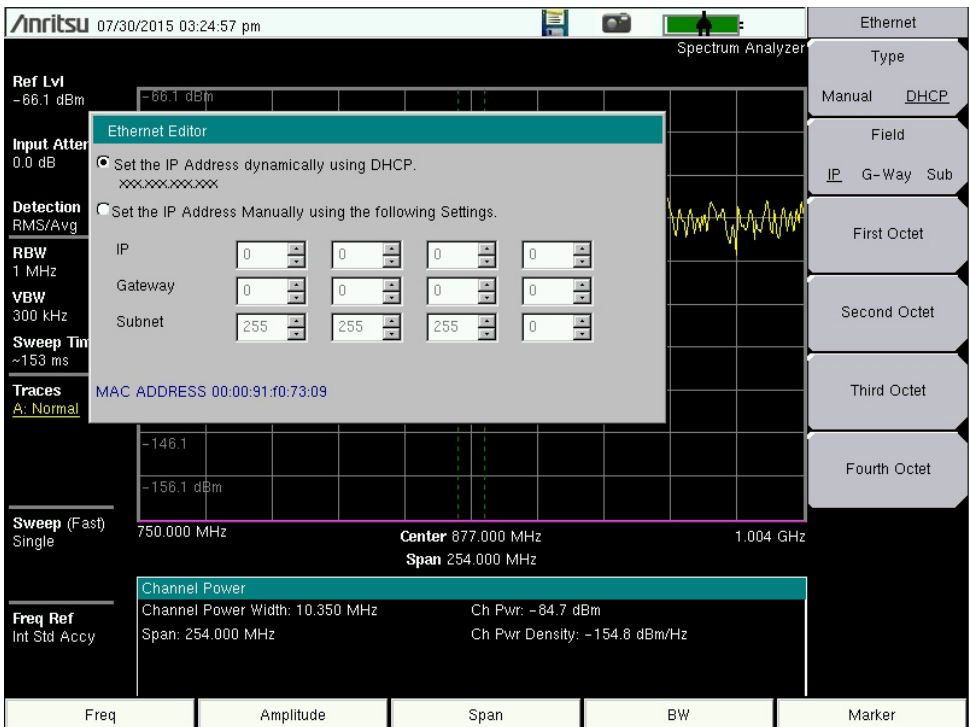 Anritsu 07/30/2015 03:24:57 pm
Spectrum Analyzer
Ref Lvl
-66.1 dBm
Input Atten
0.0 dB
Detection
RMS/Avg
RBW
1 MHz
VBW
300 kHz
Sweep Tim
~153 ms
Traces
A: Normal
Sweep (Fast)
Single
Freq Ref
Int Std Accy
-66.1 dBm
Ethernet Editor
Set the IP Address dynamically using DHCP.
xxx.xxx.xxx.xxx
Set the IP Address Manually using the following Settings.
IP 0 0 0 0
Gateway 0 0 0 0
Subnet 255 255 255 0
MAC ADDRESS 00:00:91:f0:73:09
-146.1
-156.1 dBm
750.000 MHz Center 877.000 MHz 1.004 GHz
Span 254.000 MHz
Channel Power
Channel Power Width: 10.350 MHz Ch Pwr: -84.7 dBm
Span: 254.000 MHz Ch Pwr Density: -154.8 dBm/Hz
Ethernet
Type
Manual DHCP
Field
IP G-Way Sub
First Octet
Second Octet
Third Octet
Fourth Octet
Freq Amplitude Span BW Marker